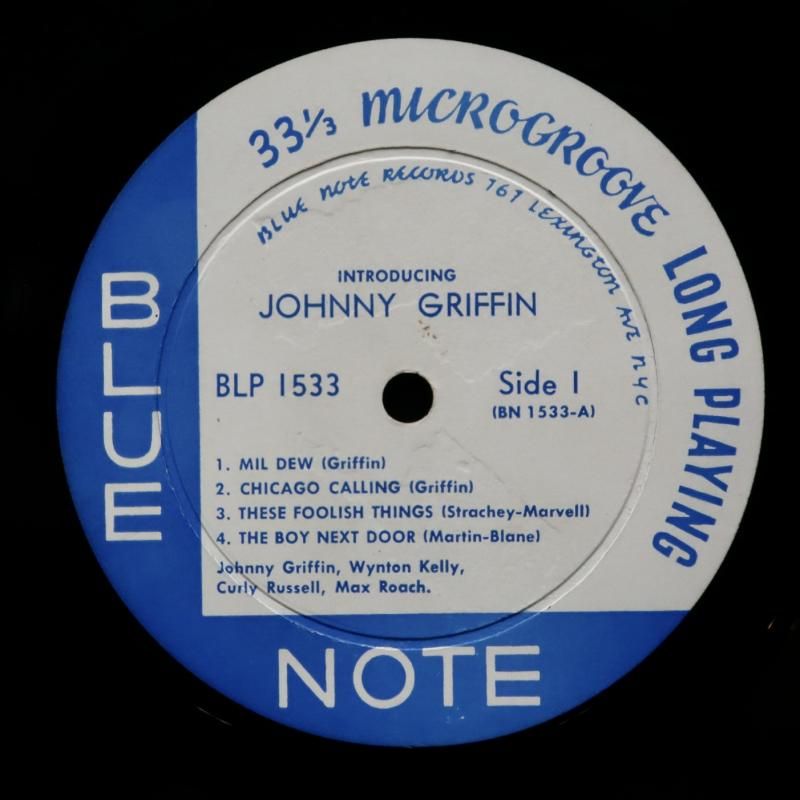 33⅓ MICROGROOVE LONG PLAYING
BLUE NOTE RECORDS 767 LEXINGTON AVE NYC
INTRODUCING
JOHNNY GRIFFIN
BLP 1533
Side 1
(BN 1533-A)
1. MIL DEW (Griffin)
2. CHICAGO CALLING (Griffin)
3. THESE FOOLISH THINGS (Strachey-Marvell)
4. THE BOY NEXT DOOR (Martin-Blane)
Johnny Griffin, Wynton Kelly,
Curly Russell, Max Roach.
BLUE
NOTE